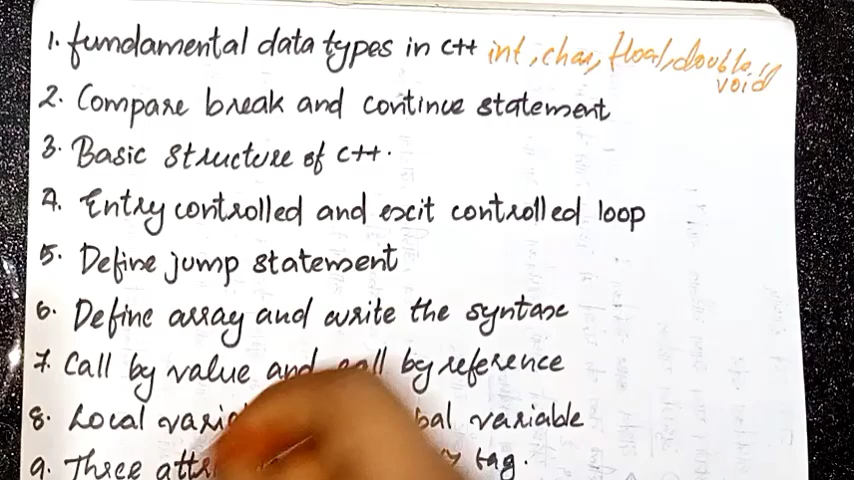 1. fundamental data types in C++ int, char, float, double,
void
2. Compare break and continue statement
3. Basic structure of C++.
4. Entry controlled and exit controlled loop
5. Define jump statement
6. Define array and write the syntax
7. Call by value and call by reference
8. Local variable
9. Three tag.